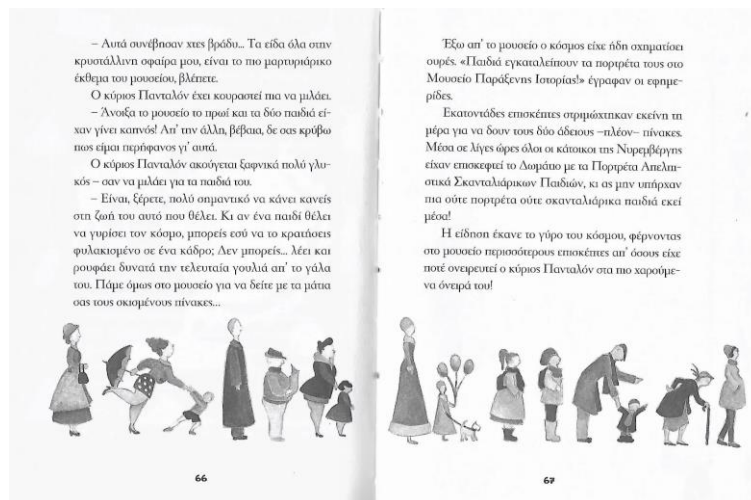 – Αυτά συνέβησαν χτες βράδυ... Τα είδα όλα στην
κρυστάλλινη σφαίρα μου, είναι το πιο μαρτυριάρικο
έκθεμα του μουσείου, βλέπετε.
Ο κύριος Πανταλόν έχει κουραστεί πια να μιλάει.
– Άνοιξα το μουσείο το πρωί και τα δύο παιδιά εί-
χαν γίνει καπνός! Απ’ την άλλη, βέβαια, δε σας κρύβω
πως είμαι περήφανος γι’ αυτά.
Ο κύριος Πανταλόν ακούγεται ξαφνικά πολύ γλυ-
κός – σαν να μιλάει για τα παιδιά του.
– Είναι, ξέρετε, πολύ σημαντικό να κάνει κανείς
στη ζωή του αυτό που θέλει. Κι αν ένα παιδί θέλει
να γυρίσει τον κόσμο, μπορείς εσύ να το κρατήσεις
φυλακισμένο σε ένα κάδρο; Δεν μπορείς... λέει και
ρουφάει δυνατά την τελευταία γουλιά απ’ το γάλα
του. Πάμε όμως στο μουσείο για να δείτε με τα μάτια
σας τους σκισμένους πίνακες...
66
Έξω απ’ το μουσείο ο κόσμος είχε ήδη σχηματίσει
ουρές. «Παιδιά εγκαταλείπουν τα πορτρέτα τους στο
Μουσείο Παράξενης Ιστορίας!» έγραφαν οι εφημε-
ρίδες.
Εκατοντάδες επισκέπτες στριμώχτηκαν εκείνη τη
μέρα για να δουν τους δύο άδειους –πλέον– πίνακες.
Μέσα σε λίγες ώρες όλοι οι κάτοικοι της Νυρεμβέργης
είχαν επισκεφτεί το Δωμάτιο με τα Πορτρέτα Απελπι-
στικά Σκανταλιάρικων Παιδιών, κι ας μην υπήρχαν
πια ούτε πορτρέτα ούτε σκανταλιάρικα παιδιά εκεί
μέσα!
Η είδηση έκανε το γύρο του κόσμου, φέρνοντας
στο μουσείο περισσότερους επισκέπτες απ’ όσους είχε
ποτέ ονειρευτεί ο κύριος Πανταλόν στα πιο χαρούμε-
να όνειρά του!
67